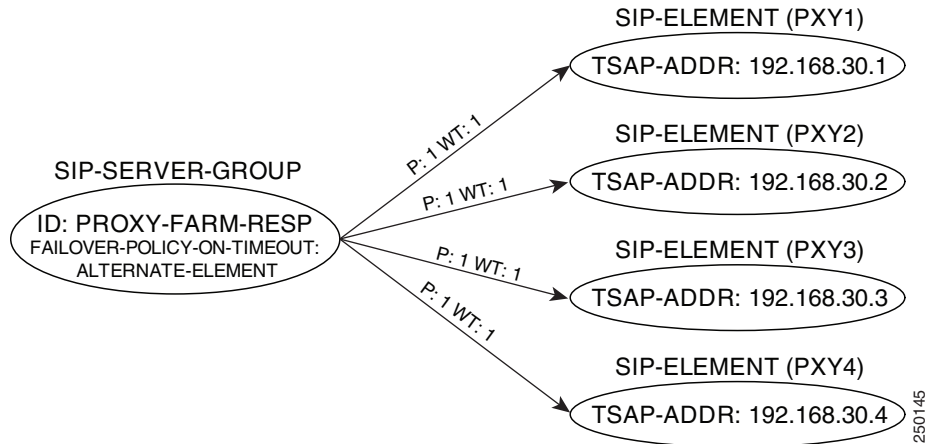 SIP-SERVER-GROUP
ID: PROXY-FARM-RESP
FAILOVER-POLICY-ON-TIMEOUT:
ALTERNATE-ELEMENT
P: 1 WT: 1
P: 1 WT: 1
P: 1 WT: 1
P: 1 WT: 1
SIP-ELEMENT (PXY1)
TSAP-ADDR: 192.168.30.1
SIP-ELEMENT (PXY2)
TSAP-ADDR: 192.168.30.2
SIP-ELEMENT (PXY3)
TSAP-ADDR: 192.168.30.3
SIP-ELEMENT (PXY4)
TSAP-ADDR: 192.168.30.4
250145